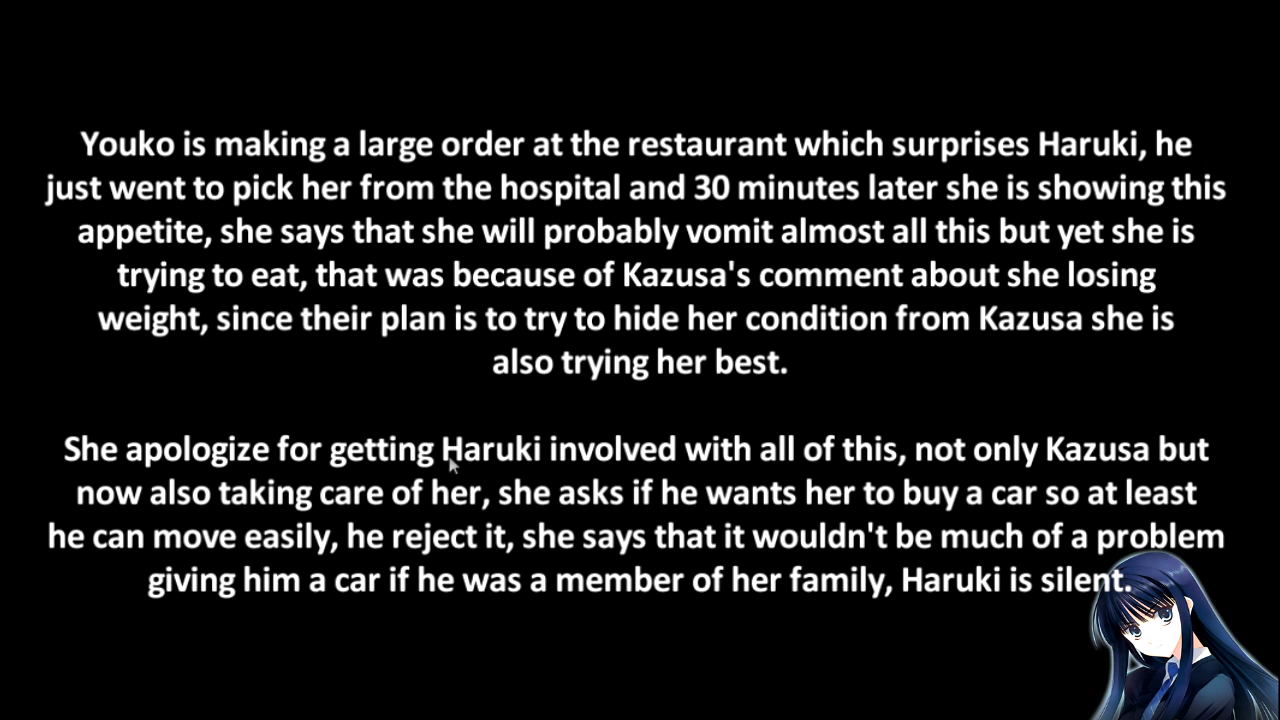 Youko is making a large order at the restaurant which surprises Haruki, he
just went to pick her from the hospital and 30 minutes later she is showing this
appetite, she says that she will probably vomit almost all this but yet she is
trying to eat, that was because of Kazusa's comment about she losing
weight, since their plan is to try to hide her condition from Kazusa she is
also trying her best.
She apologize for getting Haruki involved with all of this, not only Kazusa but
now also taking care of her, she asks if he wants her to buy a car so at least
he can move easily, he reject it, she says that it wouldn't be much of a problem
giving him a car if he was a member of her family, Haruki is silent.